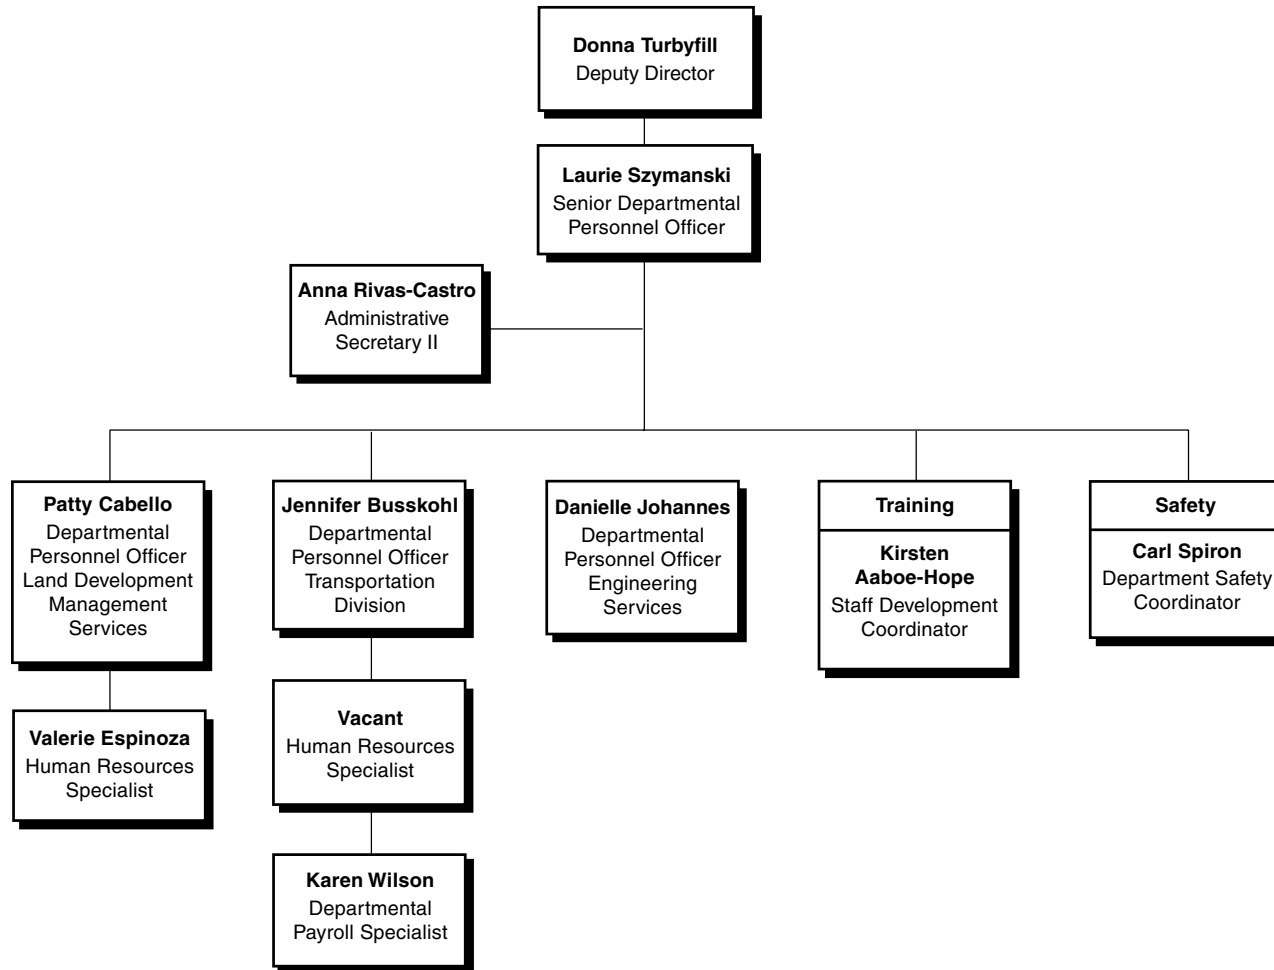 Donna Turbyfill
Deputy Director
Laurie Szymanski
Senior Departmental
Personnel Officer
Anna Rivas-Castro
Administrative
Secretary II
Patty Cabello
Departmental
Personnel Officer
Land Development
Management
Services
Jennifer Busskohl
Departmental
Personnel Officer
Transportation
Division
Danielle Johannes
Departmental
Personnel Officer
Engineering
Services
Training
Kirsten
Aaboe-Hope
Staff Development
Coordinator
Safety
Carl Spiron
Department Safety
Coordinator
Valerie Espinoza
Human Resources
Specialist
Vacant
Human Resources
Specialist
Karen Wilson
Departmental
Payroll Specialist